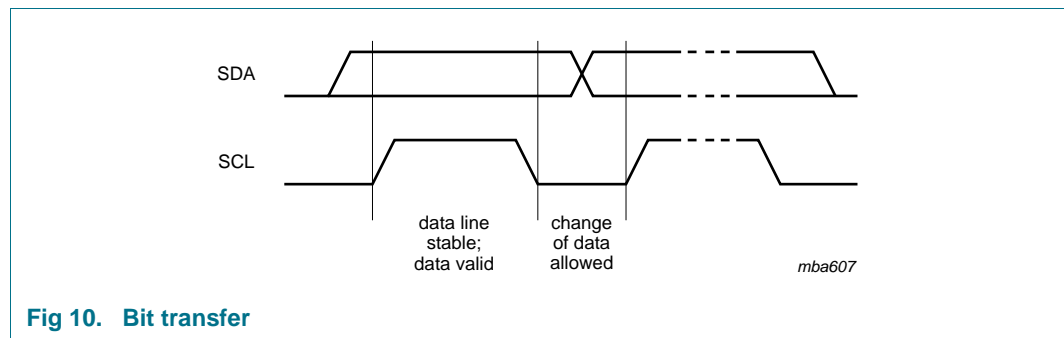 SDA
SCL
data line
stable;
data valid
change
of data
allowed
mba607
Fig 10. Bit transfer